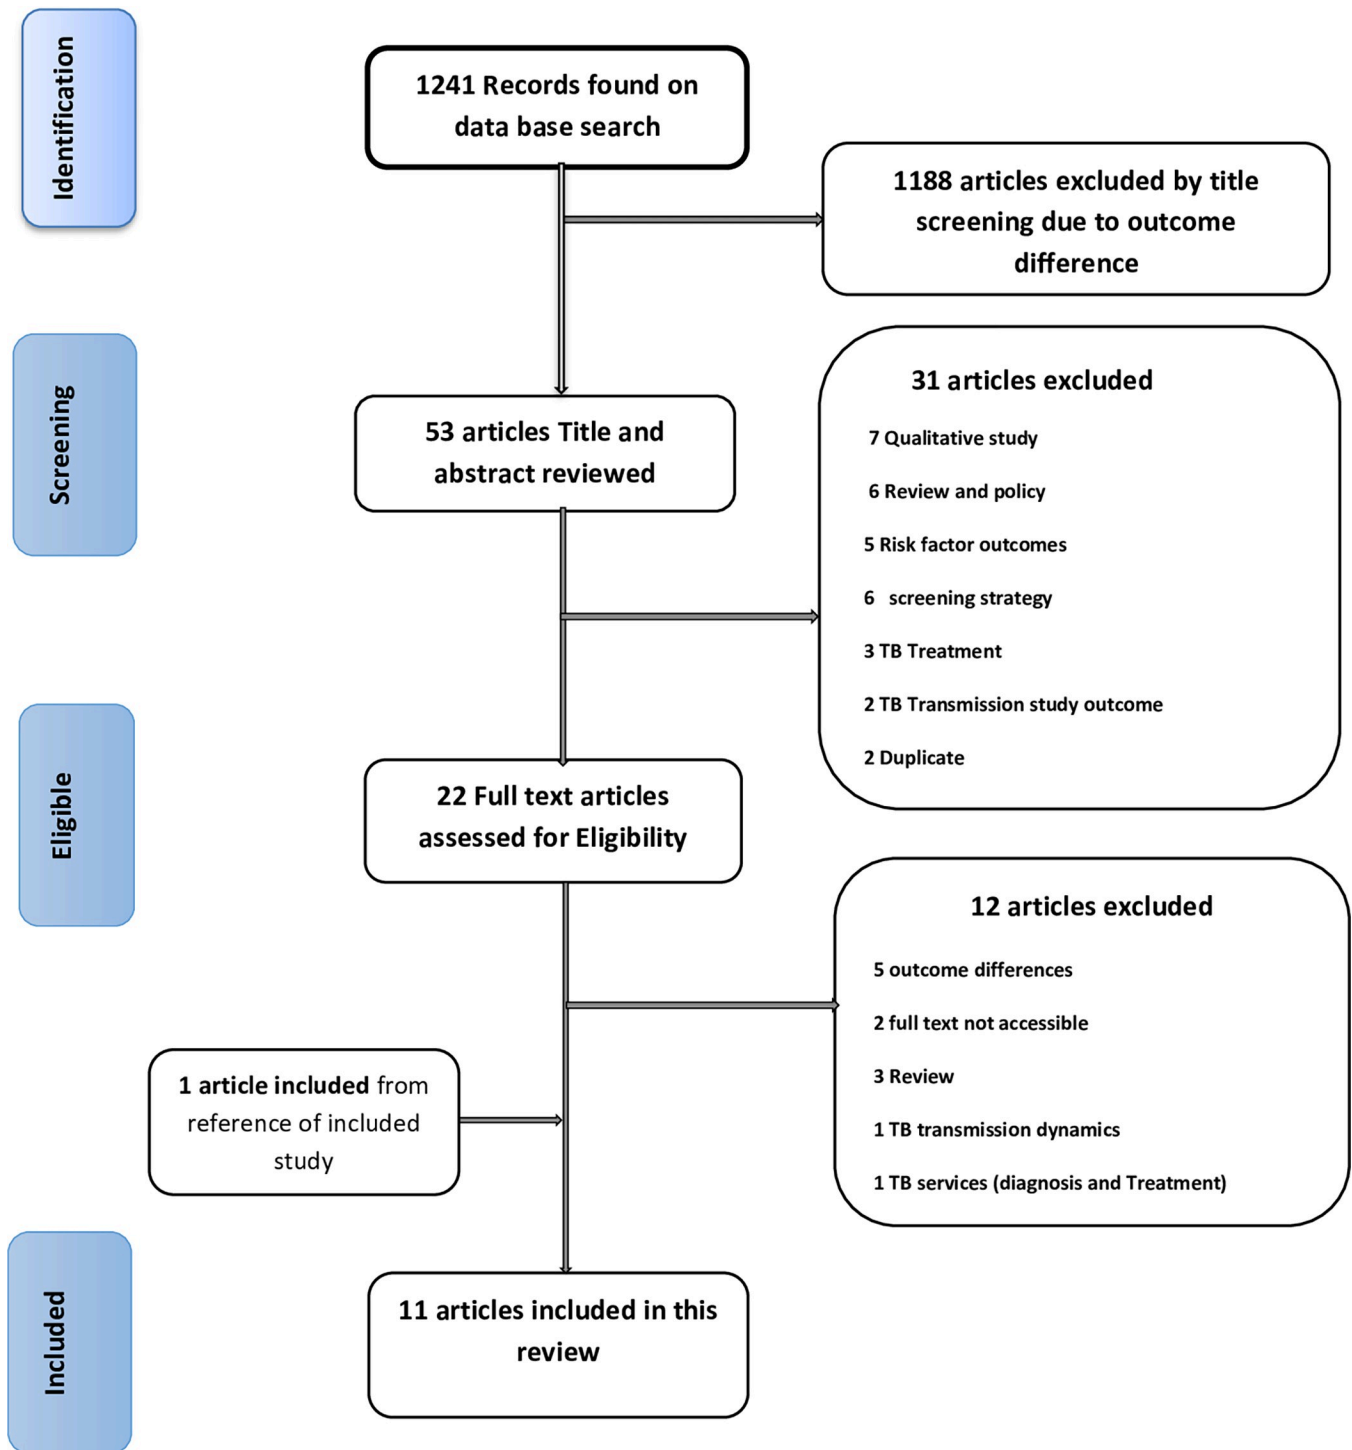 Identification
1241 Records found on
data base search
1188 articles excluded by title
screening due to outcome
difference
Screening
53 articles Title and
abstract reviewed
31 articles excluded
7 Qualitative study
6 Review and policy
5 Risk factor outcomes
6 screening strategy
3 TB Treatment
2 TB Transmission study outcome
2 Duplicate
Eligible
22 Full text articles
assessed for Eligibility
12 articles excluded
5 outcome differences
2 full text not accessible
3 Review
1 TB transmission dynamics
1 TB services (diagnosis and Treatment)
1 article included from
reference of included
study
Included
11 articles included in this
review